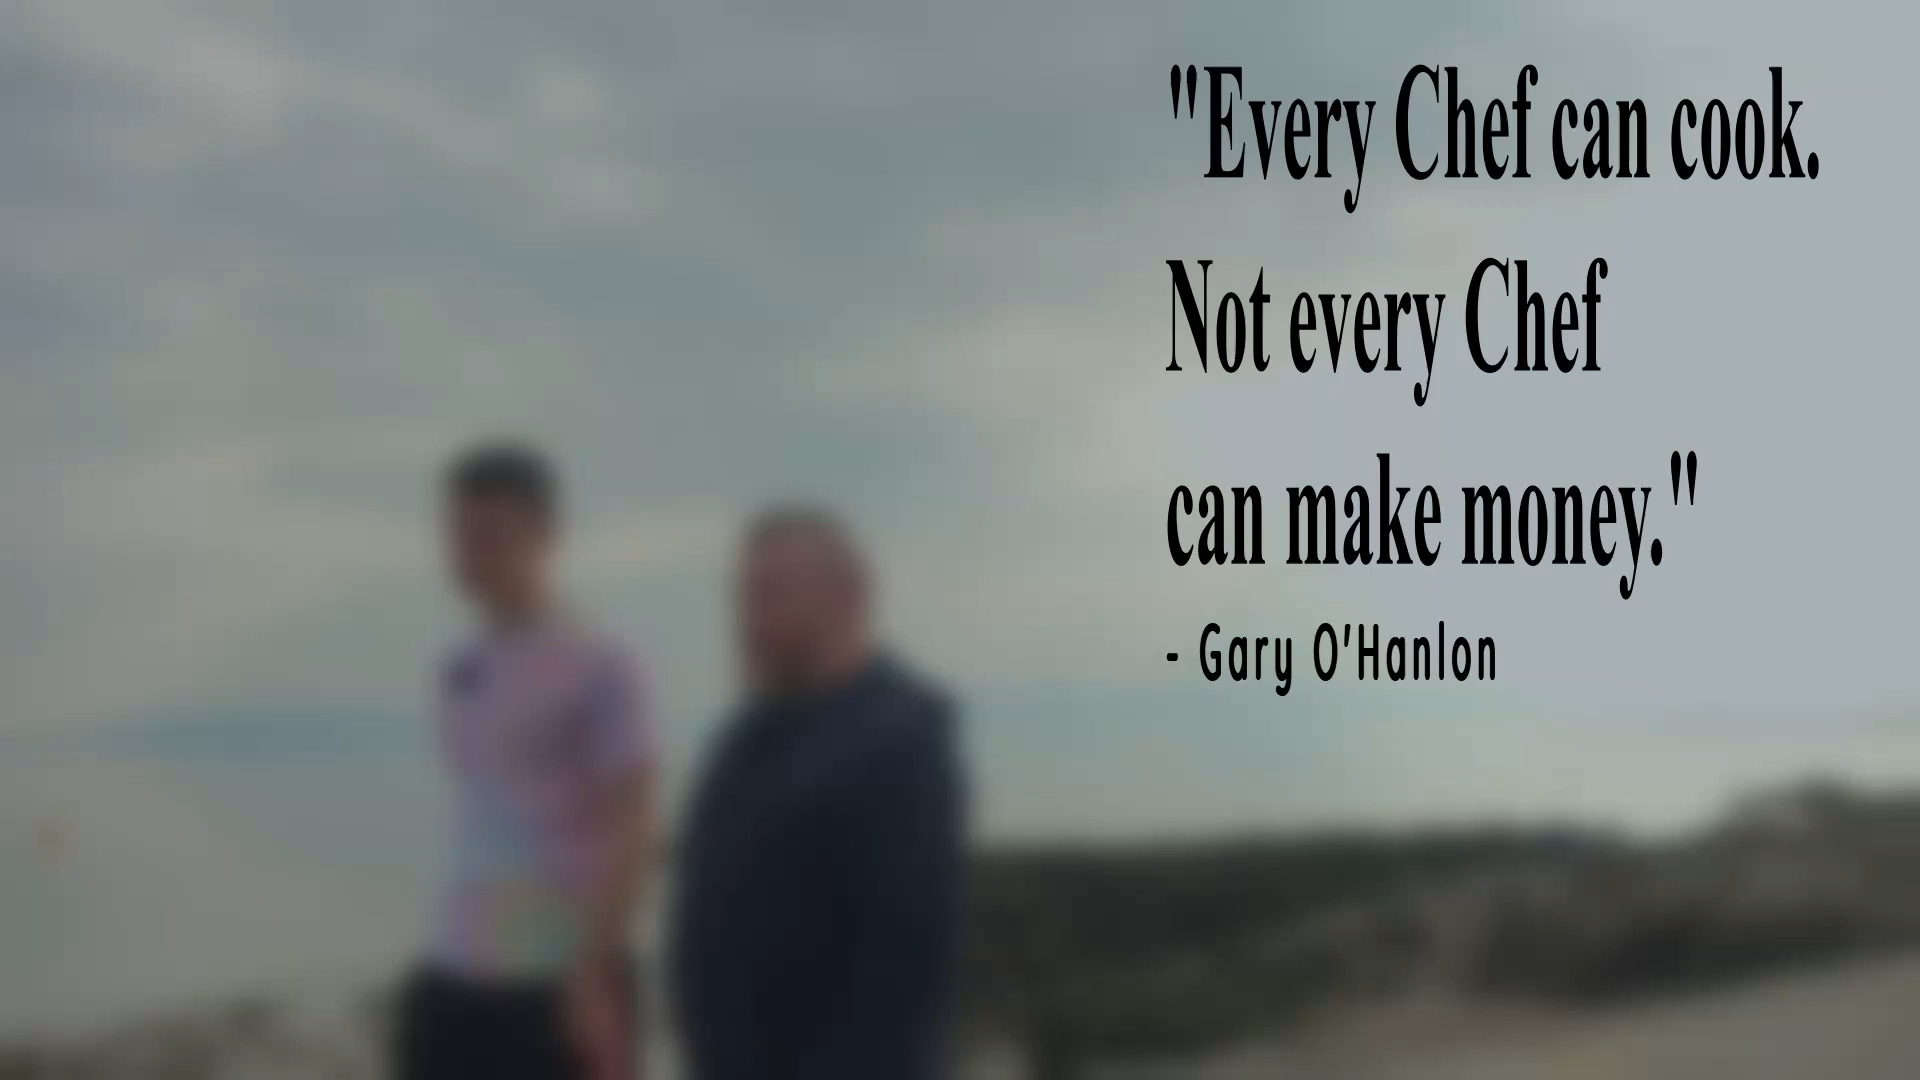 "Every Chef can cook.
Not every Chef
can make money."
- Gary O'Hanlon